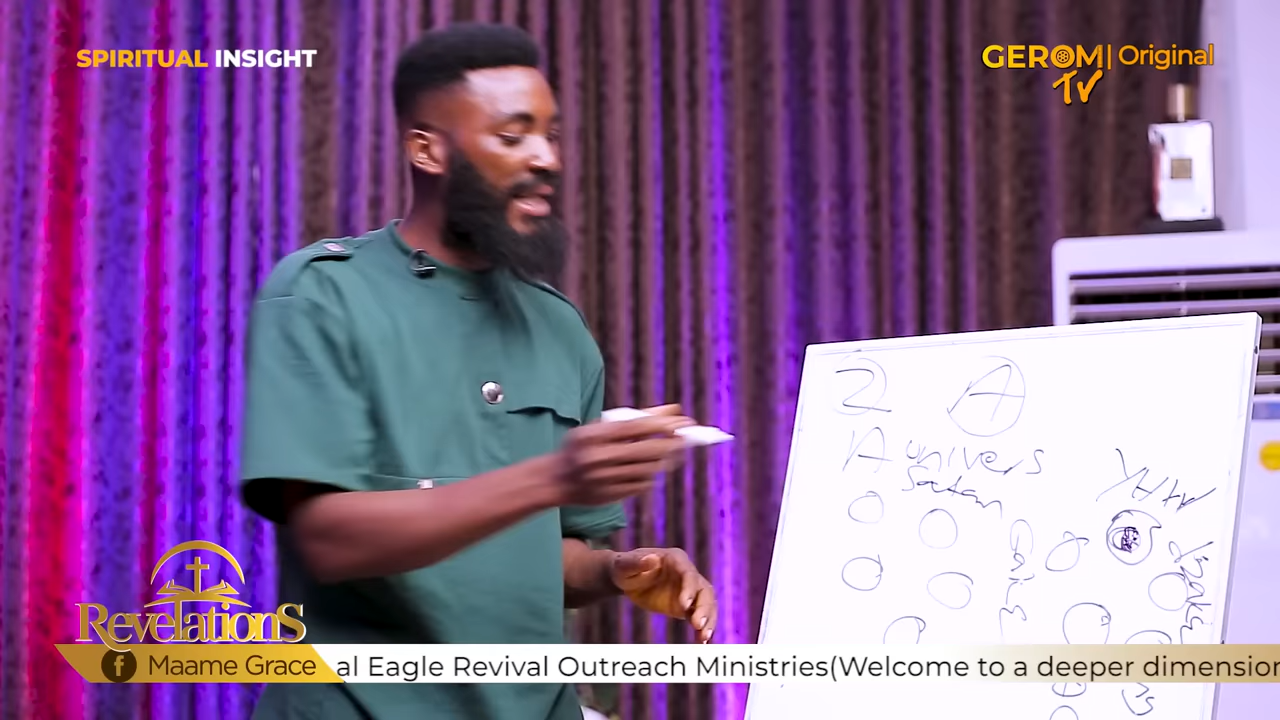 SPIRITUAL INSIGHT
GEROM TV | Original
2 A
A univers
Satan
Revelations
Maame Grace
al Eagle Revival Outreach Ministries(Welcome to a deeper dimension